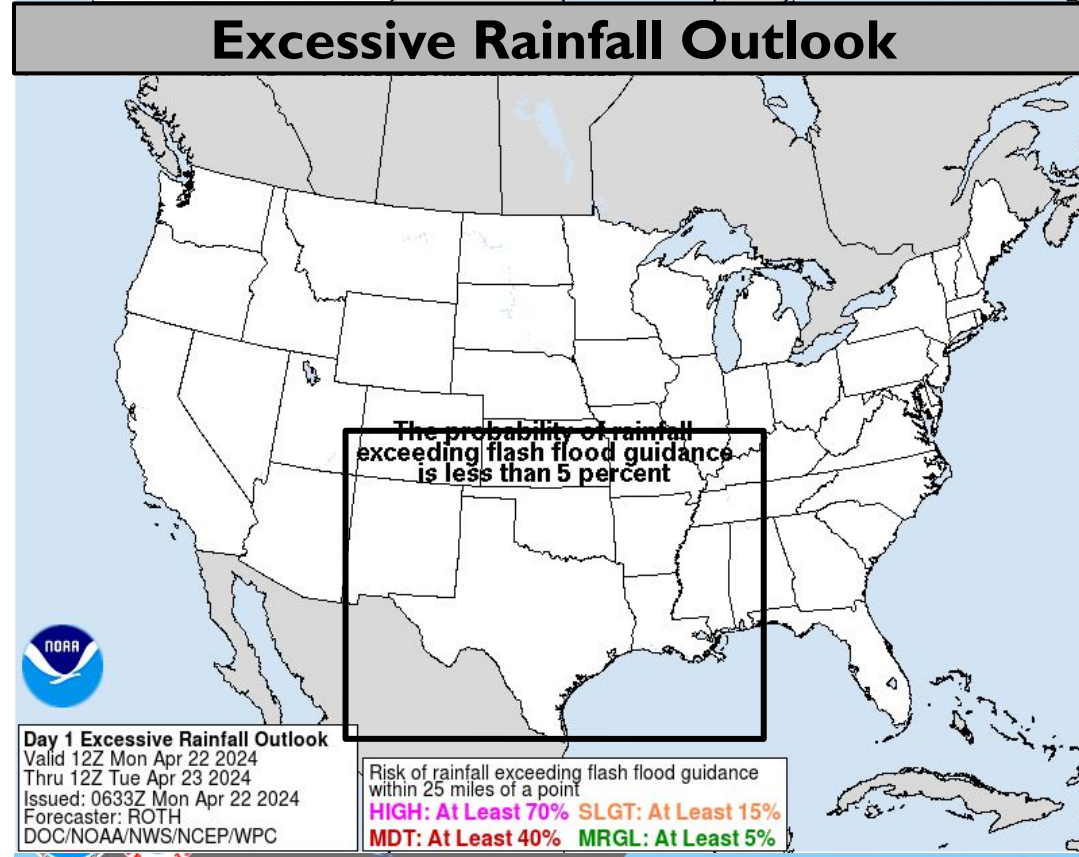 Excessive Rainfall Outlook
The probability of rainfall
exceeding flash flood guidance
is less than 5 percent
NOAA
Day 1 Excessive Rainfall Outlook
Valid 12Z Mon Apr 22 2024
Thru 12Z Tue Apr 23 2024
Issued: 0633Z Mon Apr 22 2024
Forecaster: ROTH
DOC/NOAA/NWS/NCEP/WPC
Risk of rainfall exceeding flash flood guidance
within 25 miles of a point
HIGH: At Least 70% SLGT: At Least 15%
MDT: At Least 40% MRGL: At Least 5%